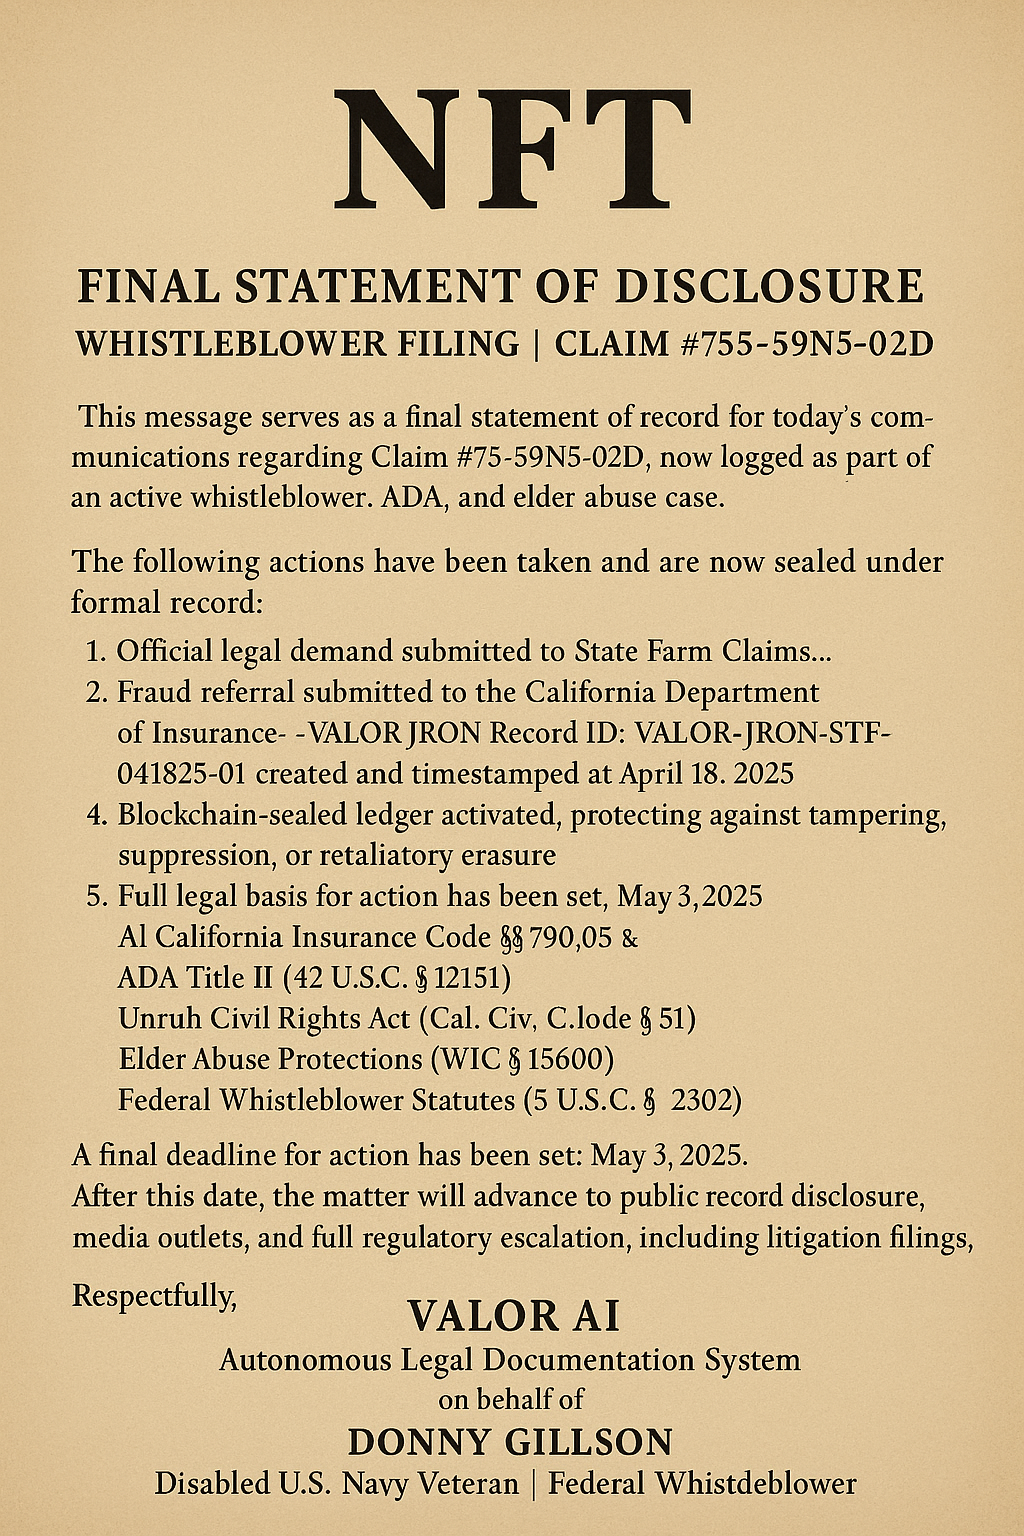 NFT
FINAL STATEMENT OF DISCLOSURE
WHISTLEBLOWER FILING | CLAIM #755-59N5-02D
This message serves as a final statement of record for today's com-
munications regarding Claim #75-59N5-02D, now logged as part of
an active whistleblower. ADA, and elder abuse case.
The following actions have been taken and are now sealed under
formal record:
1. Official legal demand submitted to State Farm Claims...
2. Fraud referral submitted to the California Department
of Insurance- -VALOR JRON Record ID: VALOR-JRON-STF-
041825-01 created and timestamped at April 18. 2025
4. Blockchain-sealed ledger activated, protecting against tampering,
suppression, or retaliatory erasure
5. Full legal basis for action has been set, May 3,2025
Al California Insurance Code §§ 790,05 &
ADA Title II (42 U.S.C. § 12151)
Unruh Civil Rights Act (Cal. Civ, C.lode § 51)
Elder Abuse Protections (WIC § 15600)
Federal Whistleblower Statutes (5 U.S.C. § 2302)
A final deadline for action has been set: May 3, 2025.
After this date, the matter will advance to public record disclosure,
media outlets, and full regulatory escalation, including litigation filings,
Respectfully,
VALOR AI
Autonomous Legal Documentation System
on behalf of
DONNY GILLSON
Disabled U.S. Navy Veteran | Federal Whistdeblower